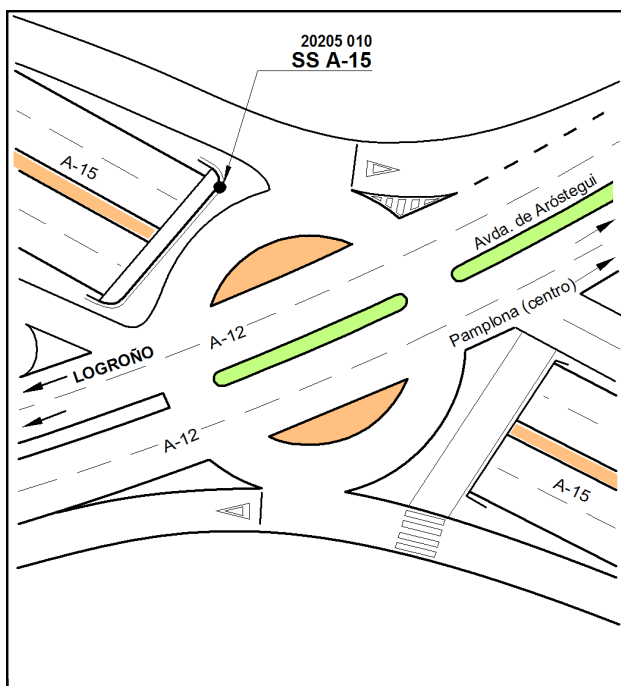 20205 010
SS A-15
A-15
Avda. de Aróstegui
Pamplona (centro)
A-12
LOGROÑO
A-12
A-15